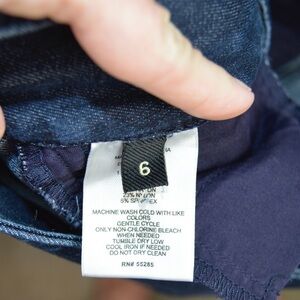 6
MACHINE WASH COLD WITH LIKE
COLORS
GENTLE CYCLE
ONLY NON-CHLORINE BLEACH
WHEN NEEDED
TUMBLE DRY LOW
COOL IRON IF NEEDED
DO NOT DRY CLEAN
RN# 55285